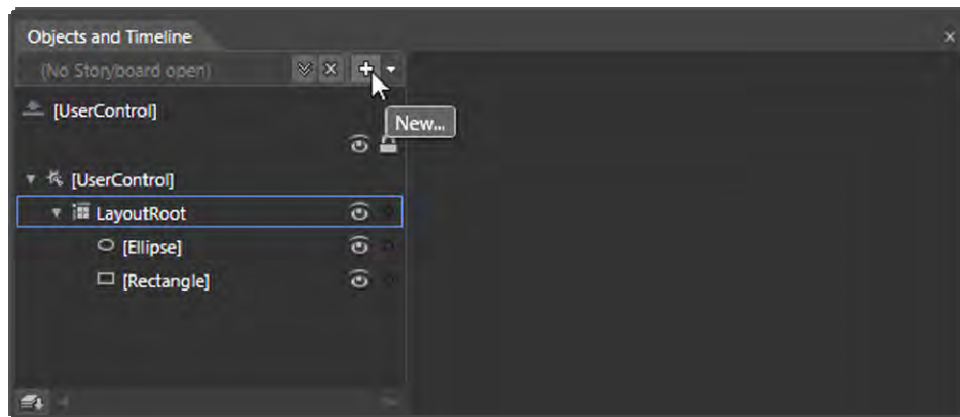 Objects and Timeline
(No Storyboard open)
[UserControl]
New...
[UserControl]
LayoutRoot
[Ellipse]
[Rectangle]